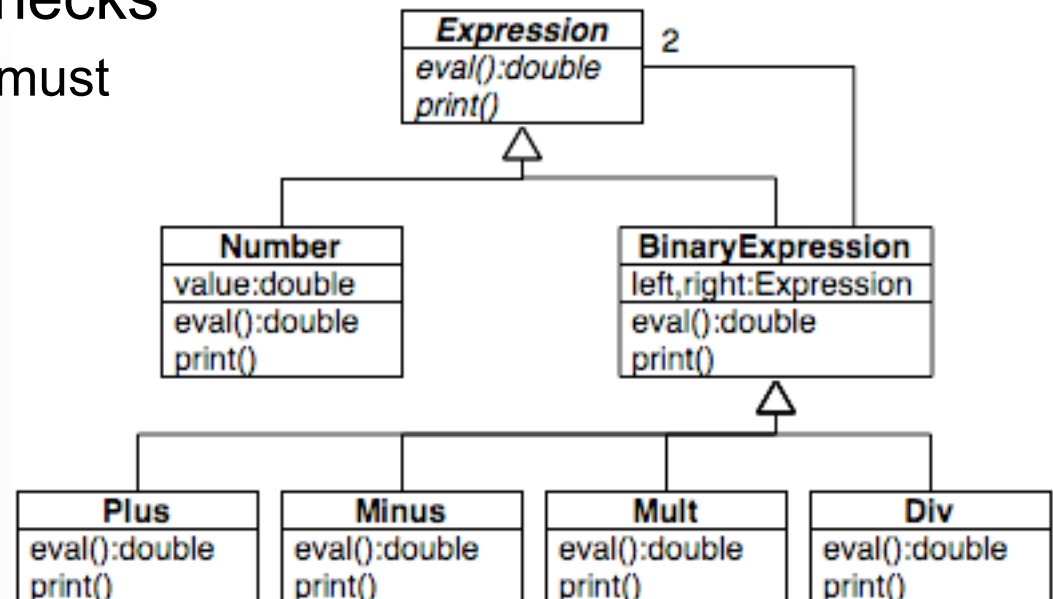 Expression
2
eval():double
print()
must
Number
BinaryExpression
value:double
left,right:Expression
eval():double
eval():double
print()
print()
Plus
Minus
Mult
Div
eval():double
eval():double
eval():double
eval():double
print()
print()
print()
print()